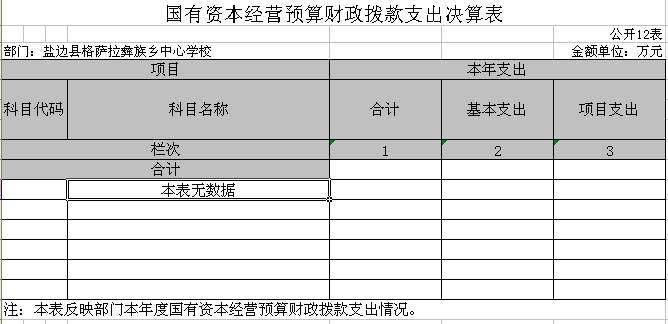 国有资本经营预算财政拨款支出决算表
公开12表
部门：盐边县格萨拉彝族乡中心学校 金额单位：万元
项目 本年支出
科目代码 科目名称 合计 基本支出 项目支出
栏次 1 2 3
合计
本表无数据
注：本表反映部门本年度国有资本经营预算财政拨款支出情况。